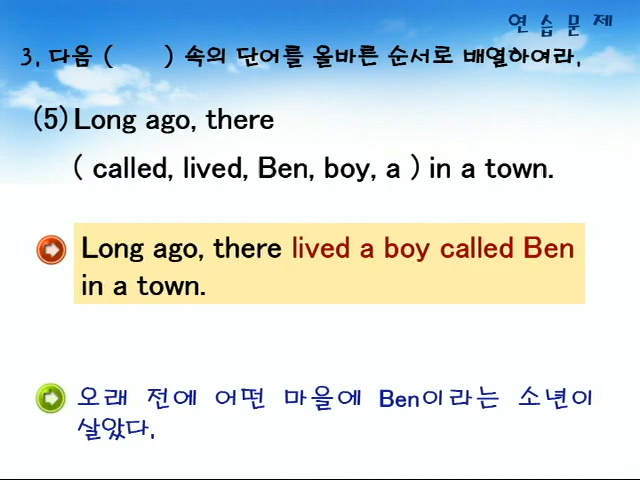 연 습 문 제
3. 다음 (      ) 속의 단어를 올바른 순서로 배열하여라.
(5) Long ago, there
( called, lived, Ben, boy, a ) in a town.
Long ago, there lived a boy called Ben
in a town.
오래 전에 어떤 마을에 Ben이라는 소년이
살았다.